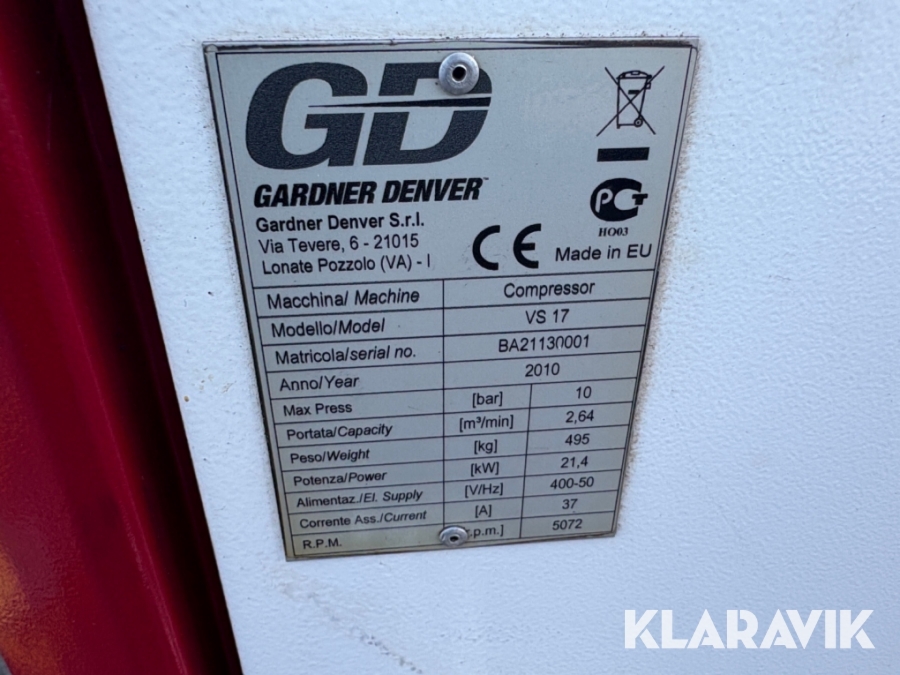 GD
GARDNER DENVER™
Gardner Denver S.r.l.
Via Tevere, 6 - 21015
Lonate Pozzolo (VA) - I
PCT
HO03
CE Made in EU
Macchina/ Machine Compressor
Modello/Model VS 17
Matricola/serial no. BA21130001
Anno/Year 2010
Max Press [bar] 10
Portata/Capacity [m³/min] 2,64
Peso/Weight [kg] 495
Potenza/Power [kW] 21,4
Alimentaz./El. Supply [V/Hz] 400-50
Corrente Ass./Current [A] 37
R.P.M. .p.m.] 5072
KLARAVIK